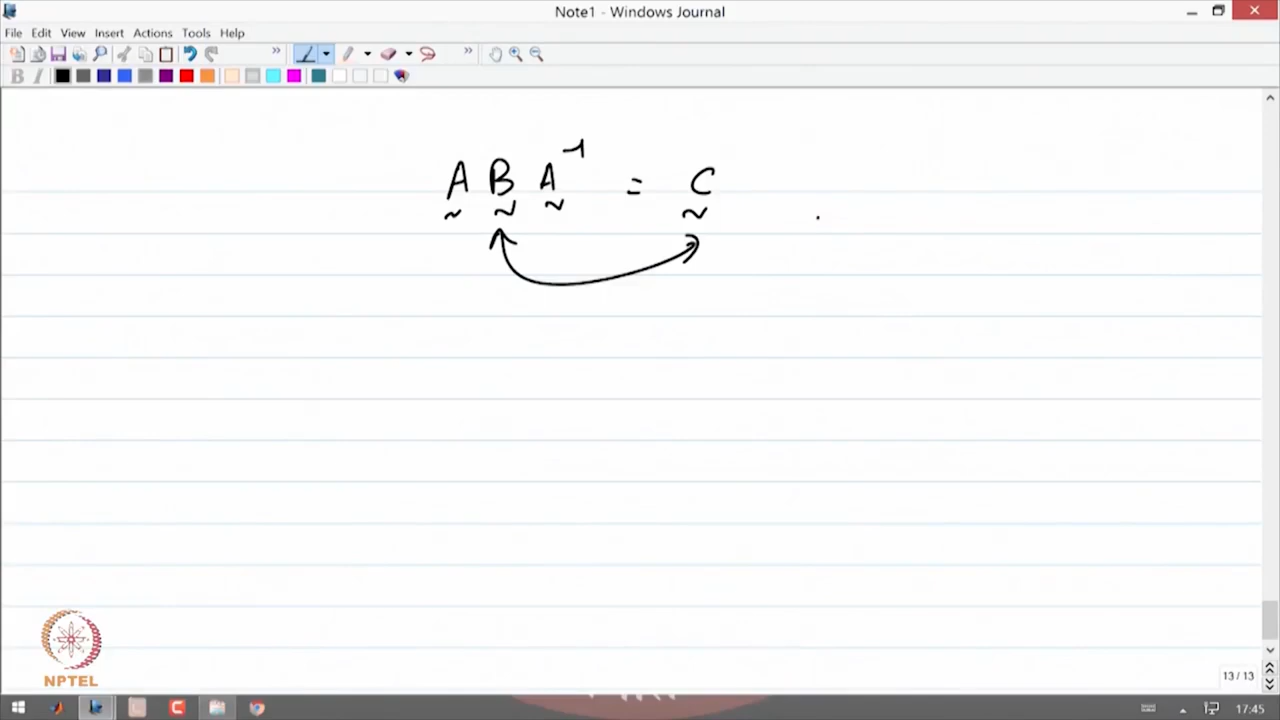 Note1 - Windows Journal
File Edit View Insert Actions Tools Help
A B A⁻¹ = C
~ ~ ~ ~
NPTEL
13 / 13
17:45